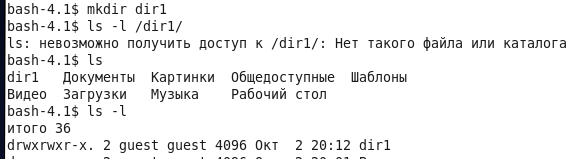 bash-4.1$ mkdir dir1
bash-4.1$ ls -l /dir1/
ls: невозможно получить доступ к /dir1/: Нет такого файла или каталога
bash-4.1$ ls
dir1   Документы  Картинки  Общедоступные  Шаблоны
Видео  Загрузки   Музыка    Рабочий стол
bash-4.1$ ls -l
итого 36
drwxrwxr-x. 2 guest guest 4096 Окт  2 20:12 dir1